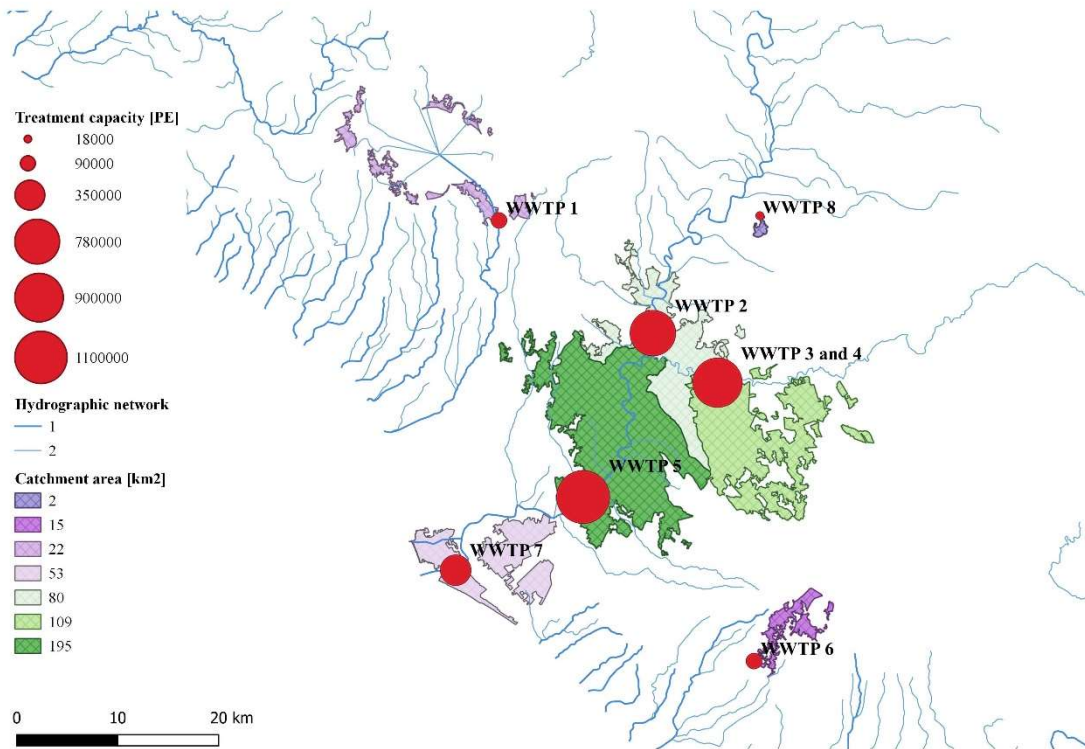 Treatment capacity [PE]
18000
90000
350000
780000
900000
1100000
Hydrographic network
1
2
Catchment area [km2]
2
15
22
53
80
109
195
0 10 20 km
WWTP 1
WWTP 8
WWTP 2
WWTP 3 and 4
WWTP 5
WWTP 7
WWTP 6